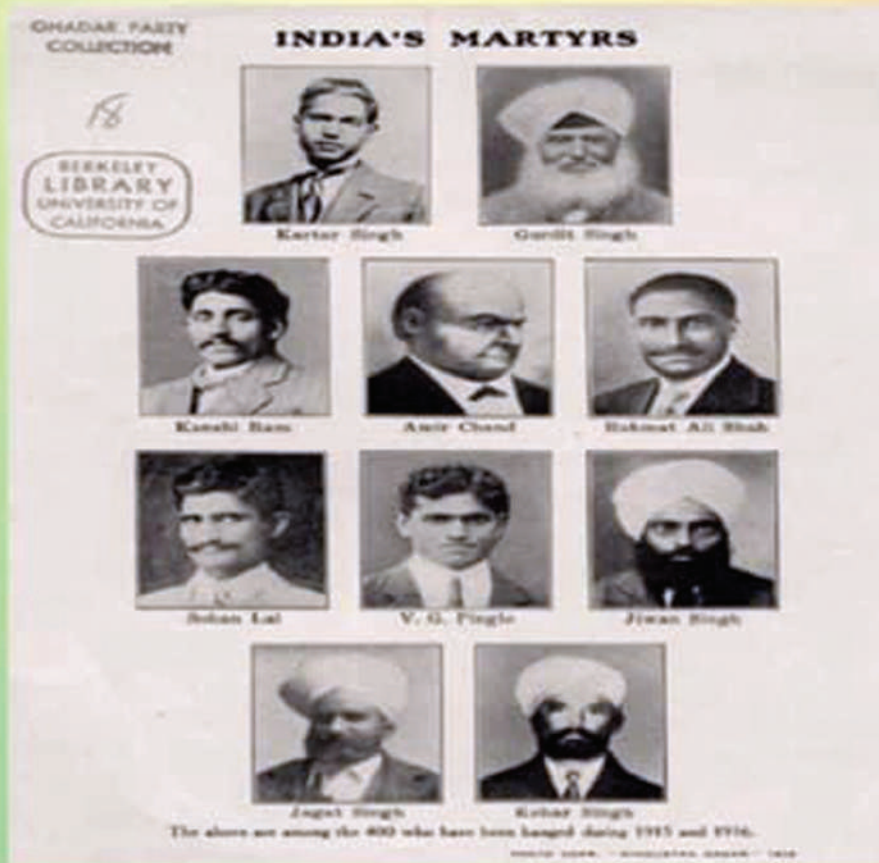 GHADAR PARTY
COLLECTION
INDIA'S MARTYRS
18
BERKELEY
LIBRARY
UNIVERSITY OF
CALIFORNIA
Kartar Singh
Gurdit Singh
Kanshi Ram
Amir Chand
Rahmat Ali Shah
Sohan Lal
V. G. Pingle
Jiwan Singh
Jagat Singh
Kehar Singh
The above are among the 400 who have been hanged during 1915 and 1916.